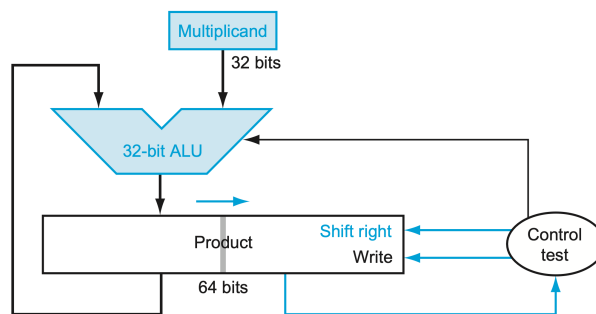 Multiplicand
32 bits
32-bit ALU
Product
Shift right
Write
64 bits
Control
test